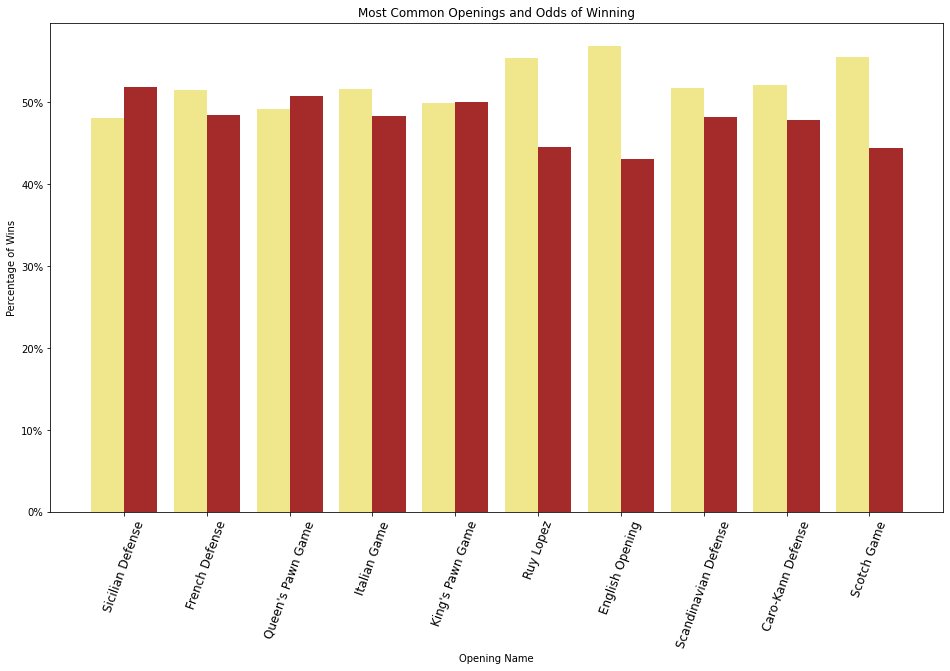 Most Common Openings and Odds of Winning
Percentage of Wins
50%
40%
30%
20%
10%
0%
Sicilian Defense
French Defense
Queen's Pawn Game
Italian Game
King's Pawn Game
Ruy Lopez
English Opening
Scandinavian Defense
Caro-Kann Defense
Scotch Game
Opening Name